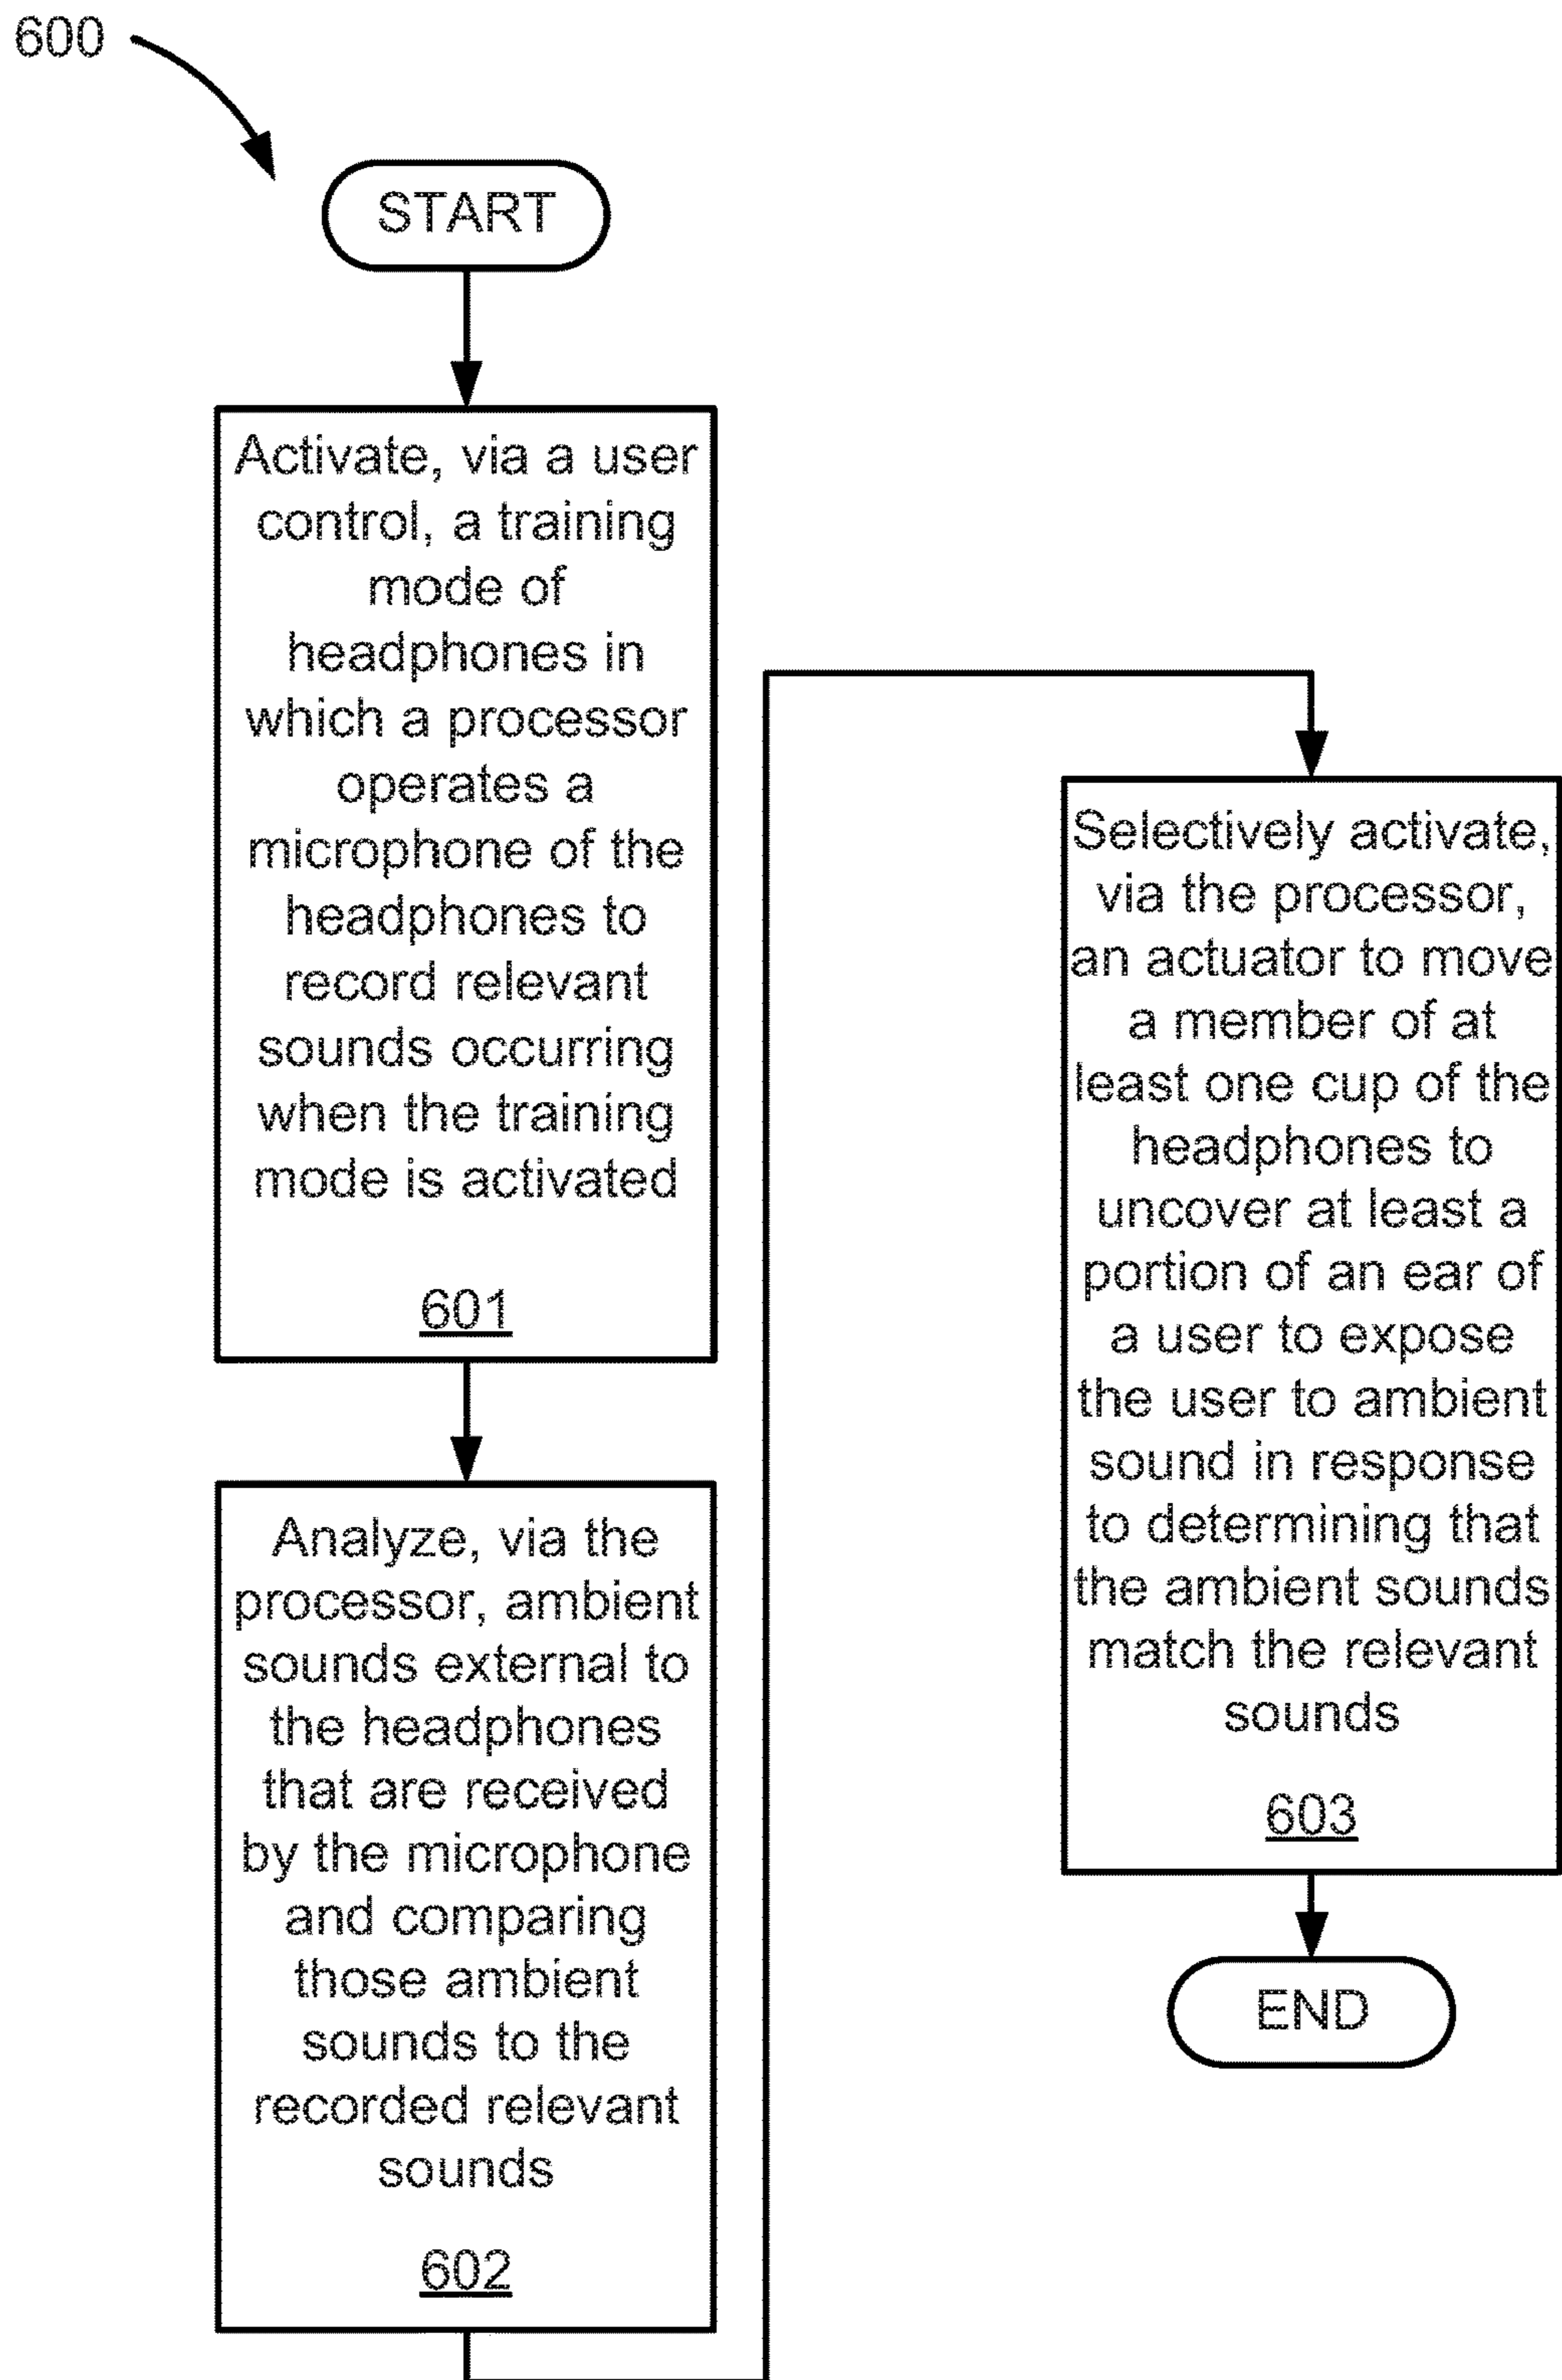 600
START
Activate, via a user
control, a training
mode of
headphones in
which a processor
operates a
microphone of the
headphones to
record relevant
sounds occurring
when the training
mode is activated
601
Analyze, via the
processor, ambient
sounds external to
the headphones
that are received
by the microphone
and comparing
those ambient
sounds to the
recorded relevant
sounds
602
Selectively activate,
via the processor,
an actuator to move
a member of at
least one cup of the
headphones to
uncover at least a
portion of an ear of
a user to expose
the user to ambient
sound in response
to determining that
the ambient sounds
match the relevant
sounds
603
END